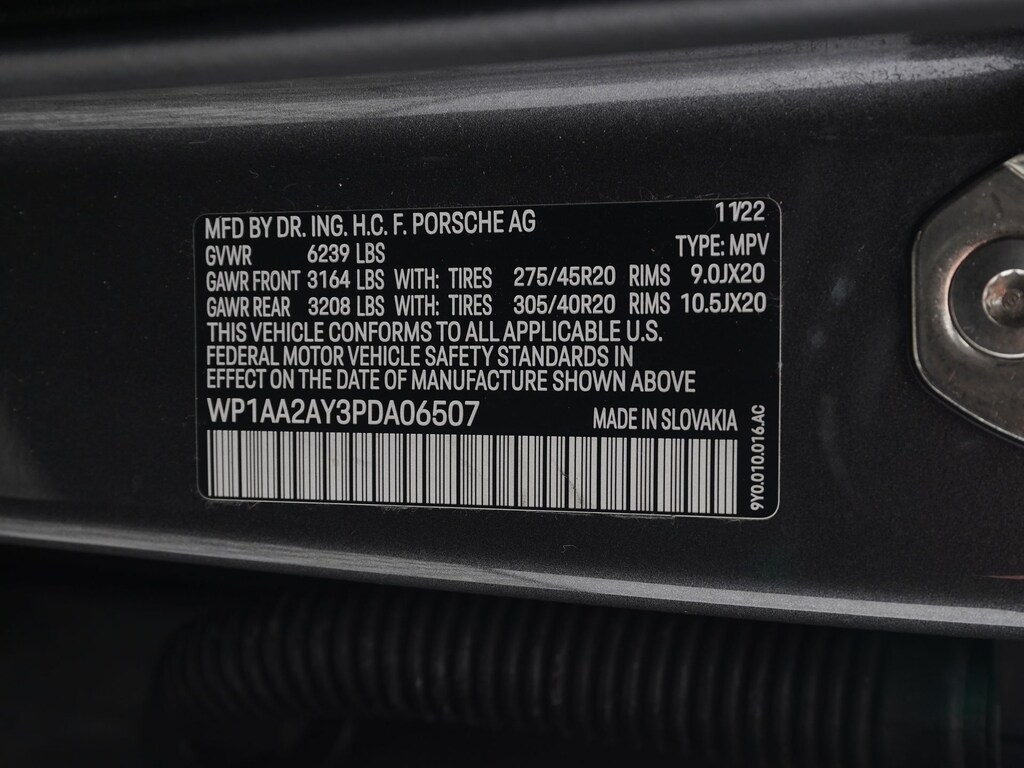 MFD BY DR. ING. H.C. F. PORSCHE AG 11/22
GVWR 6239 LBS TYPE: MPV
GAWR FRONT 3164 LBS WITH: TIRES 275/45R20 RIMS 9.0JX20
GAWR REAR 3208 LBS WITH: TIRES 305/40R20 RIMS 10.5JX20
THIS VEHICLE CONFORMS TO ALL APPLICABLE U.S.
FEDERAL MOTOR VEHICLE SAFETY STANDARDS IN
EFFECT ON THE DATE OF MANUFACTURE SHOWN ABOVE
WP1AA2AY3PDA06507 MADE IN SLOVAKIA
9Y0.010.016.AC